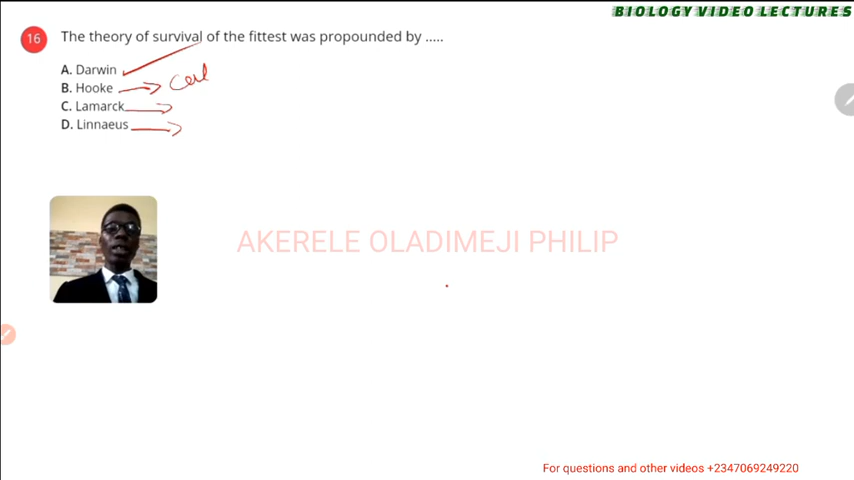 BIOLOGY VIDEO LECTURES
16 The theory of survival of the fittest was propounded by .....
A. Darwin
B. Hooke cell
C. Lamarck
D. Linnaeus
AKERELE OLADIMEJI PHILIP
For questions and other videos +2347069249220